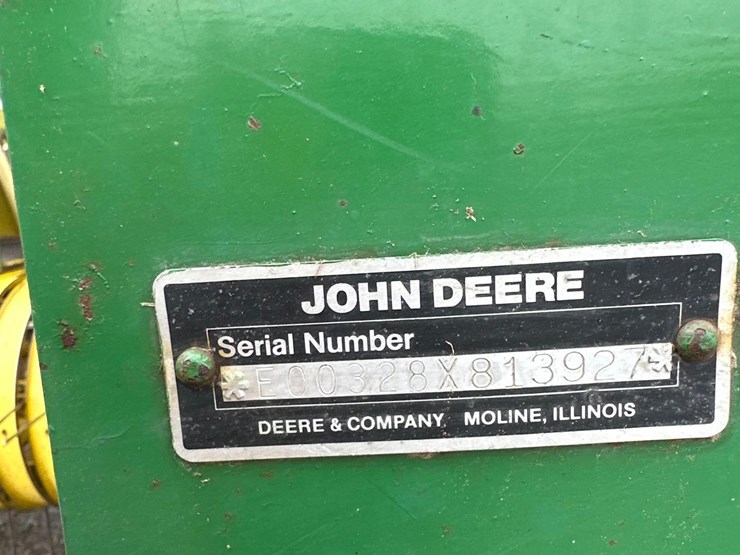 JOHN DEERE
Serial Number
*E00328X813927*
DEERE & COMPANY MOLINE, ILLINOIS